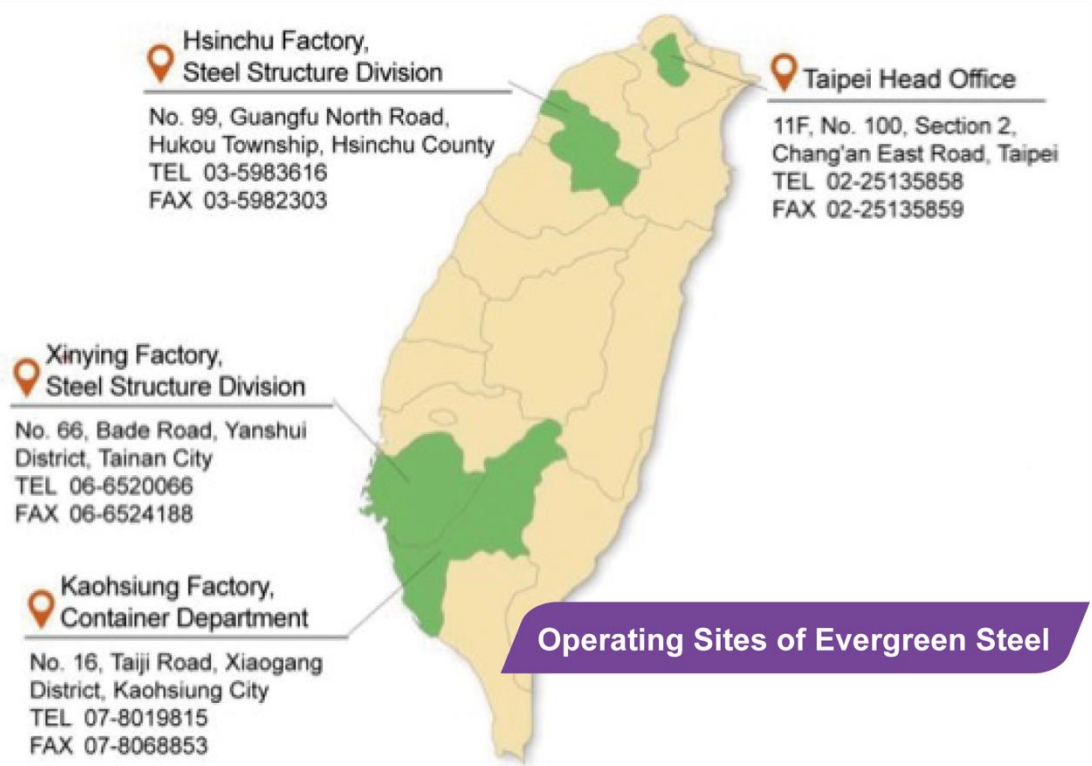 Hsinchu Factory,
Steel Structure Division
No. 99, Guangfu North Road,
Hukou Township, Hsinchu County
TEL 03-5983616
FAX 03-5982303
Taipei Head Office
11F, No. 100, Section 2,
Chang'an East Road, Taipei
TEL 02-25135858
FAX 02-25135859
Xinying Factory,
Steel Structure Division
No. 66, Bade Road, Yanshui
District, Tainan City
TEL 06-6520066
FAX 06-6524188
Kaohsiung Factory,
Container Department
No. 16, Taiji Road, Xiaogang
District, Kaohsiung City
TEL 07-8019815
FAX 07-8068853
Operating Sites of Evergreen Steel